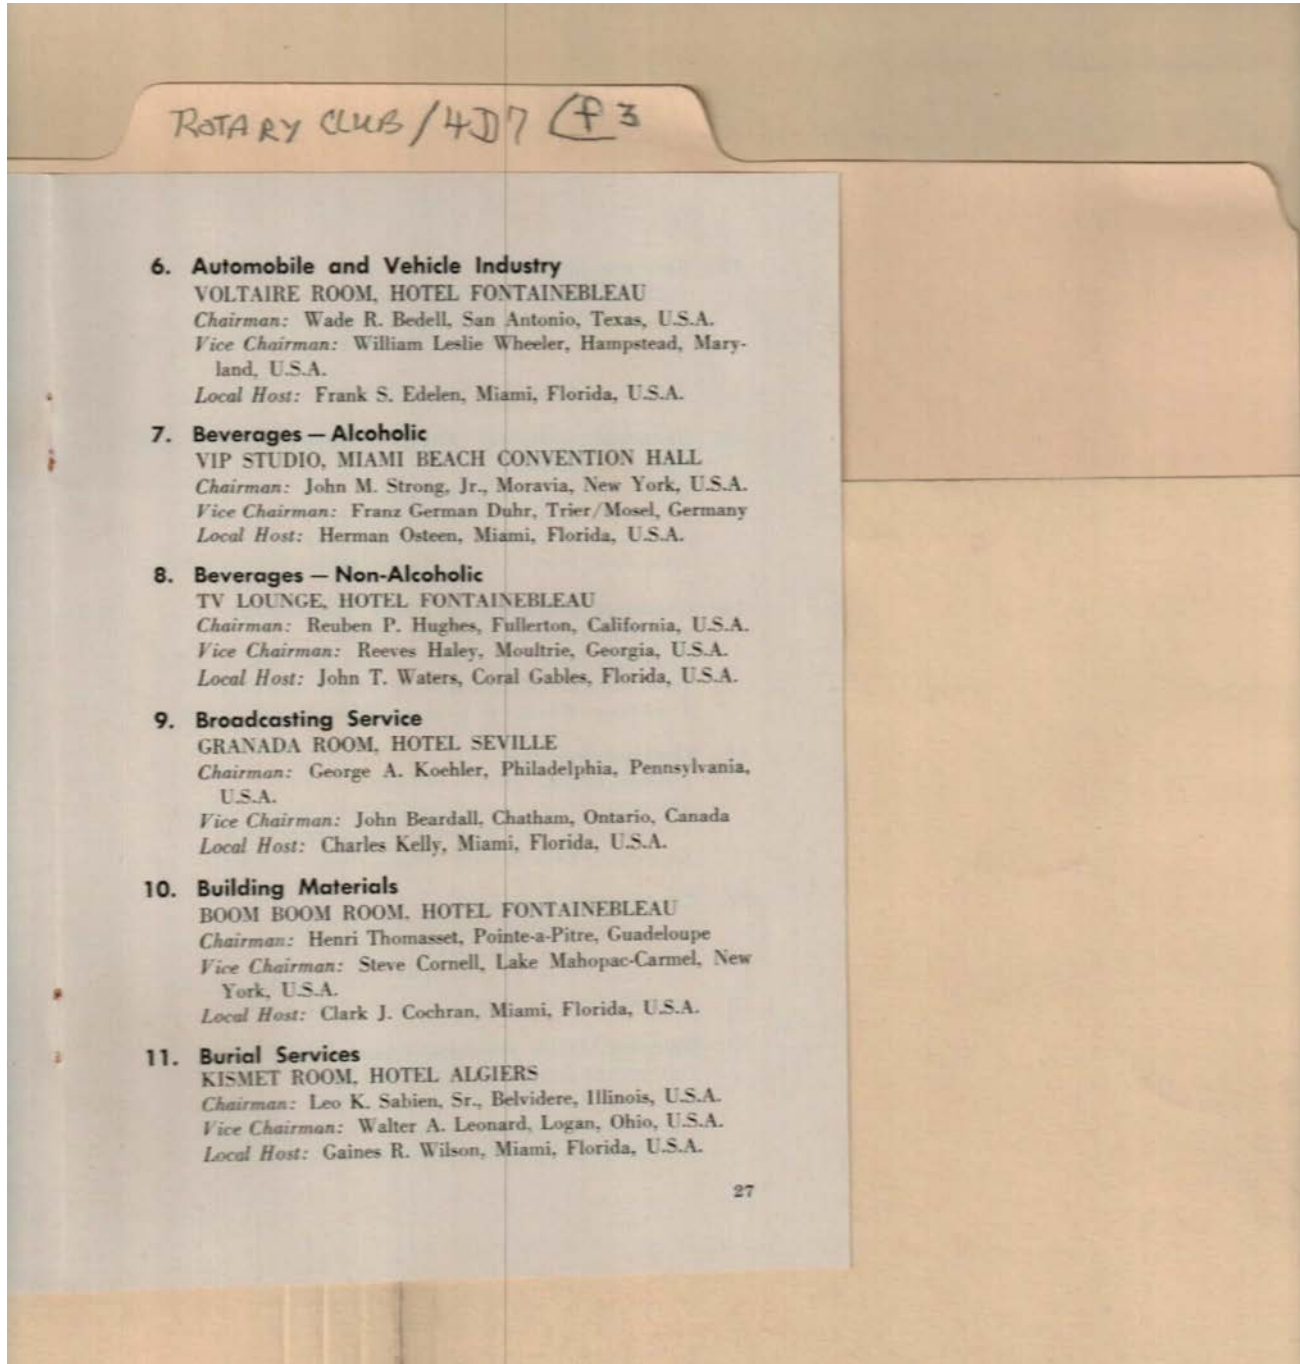 ROTARY CLUB/4D7 P3
6. Automobile and Vehicle Industry
VOLTAIRE ROOM, HOTEL FONTAINEBLEAU
Chairman: Wade R. Bedell, San Antonio, Texas, U.S.A.
Vice Chairman: William Leslie Wheeler, Hampstead, Mary-
land, U.S.A.
Local Host: Frank S. Edelen, Miami, Florida, U.S.A.
7. Beverages — Alcoholic
VIP STUDIO, MIAMI BEACH CONVENTION HALL
Chairman: John M. Strong, Jr., Moravia, New York, U.S.A.
Vice Chairman: Franz German Duhr, Trier/Mosel, Germany
Local Host: Herman Osteen, Miami, Florida, U.S.A.
8. Beverages — Non-Alcoholic
TV LOUNGE, HOTEL FONTAINEBLEAU
Chairman: Reuben P. Hughes, Fullerton, California, U.S.A.
Vice Chairman: Reeves Haley, Moultrie, Georgia, U.S.A.
Local Host: John T. Waters, Coral Gables, Florida, U.S.A.
9. Broadcasting Service
GRANADA ROOM, HOTEL SEVILLE
Chairman: George A. Koehler, Philadelphia, Pennsylvania,
U.S.A.
Vice Chairman: John Beardall, Chatham, Ontario, Canada
Local Host: Charles Kelly, Miami, Florida, U.S.A.
10. Building Materials
BOOM BOOM ROOM, HOTEL FONTAINEBLEAU
Chairman: Henri Thomasset, Pointe-a-Pitre, Guadeloupe
Vice Chairman: Steve Cornell, Lake Mahopac-Carmel, New
York, U.S.A.
Local Host: Clark J. Cochran, Miami, Florida, U.S.A.
11. Burial Services
KISMET ROOM, HOTEL ALGIERS
Chairman: Leo K. Sabien, Sr., Belvidere, Illinois, U.S.A.
Vice Chairman: Walter A. Leonard, Logan, Ohio, U.S.A.
Local Host: Gaines R. Wilson, Miami, Florida, U.S.A.
27